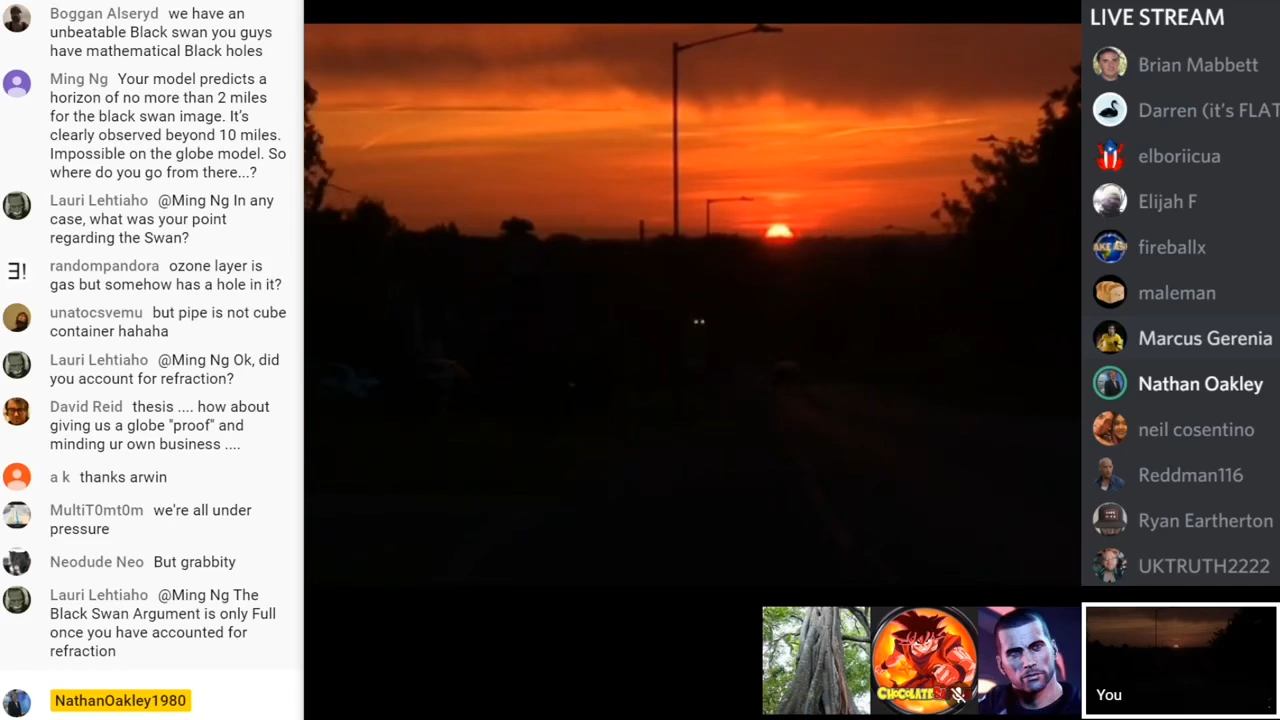 Boggan Alseryd we have an
unbeatable Black swan you guys
have mathematical Black holes
Ming Ng Your model predicts a
horizon of no more than 2 miles
for the black swan image. It's
clearly observed beyond 10 miles.
Impossible on the globe model. So
where do you go from there...?
Lauri Lehtiaho @Ming Ng In any
case, what was your point
regarding the Swan?
randompandora ozone layer is
gas but somehow has a hole in it?
unatocsvemu but pipe is not cube
container hahaha
Lauri Lehtiaho @Ming Ng Ok, did
you account for refraction?
David Reid thesis .... how about
giving us a globe "proof" and
minding ur own business ....
a k thanks arwin
MultiT0mt0m we're all under
pressure
Neodude Neo But grabbity
Lauri Lehtiaho @Ming Ng The
Black Swan Argument is only Full
once you have accounted for
refraction
NathanOakley1980
LIVE STREAM
Brian Mabbett
Darren (it's FLAT
elboriicua
Elijah F
fireballx
maleman
Marcus Gerenia
Nathan Oakley
neil cosentino
Reddman116
Ryan Eartherton
UKTRUTH2222
You